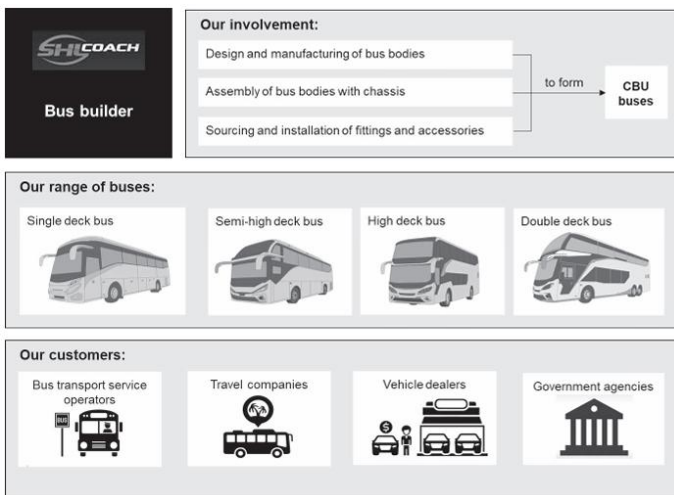 SHLCOACH
Bus builder
Our involvement:
Design and manufacturing of bus bodies
Assembly of bus bodies with chassis
Sourcing and installation of fittings and accessories
to form
CBU
buses
Our range of buses:
Single deck bus
Semi-high deck bus
High deck bus
Double deck bus
Our customers:
Bus transport service
operators
Travel companies
Vehicle dealers
Government agencies
BUS
$